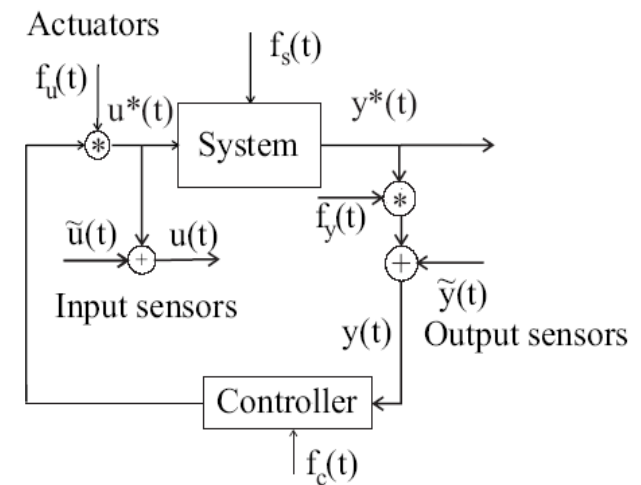 Actuators
f_u(t)
f_s(t)
u*(t)
y*(t)
*
System
f_y(t)
*
ũ(t)
u(t)
+
+
ỹ(t)
Input sensors
y(t)
Output sensors
Controller
f_c(t)